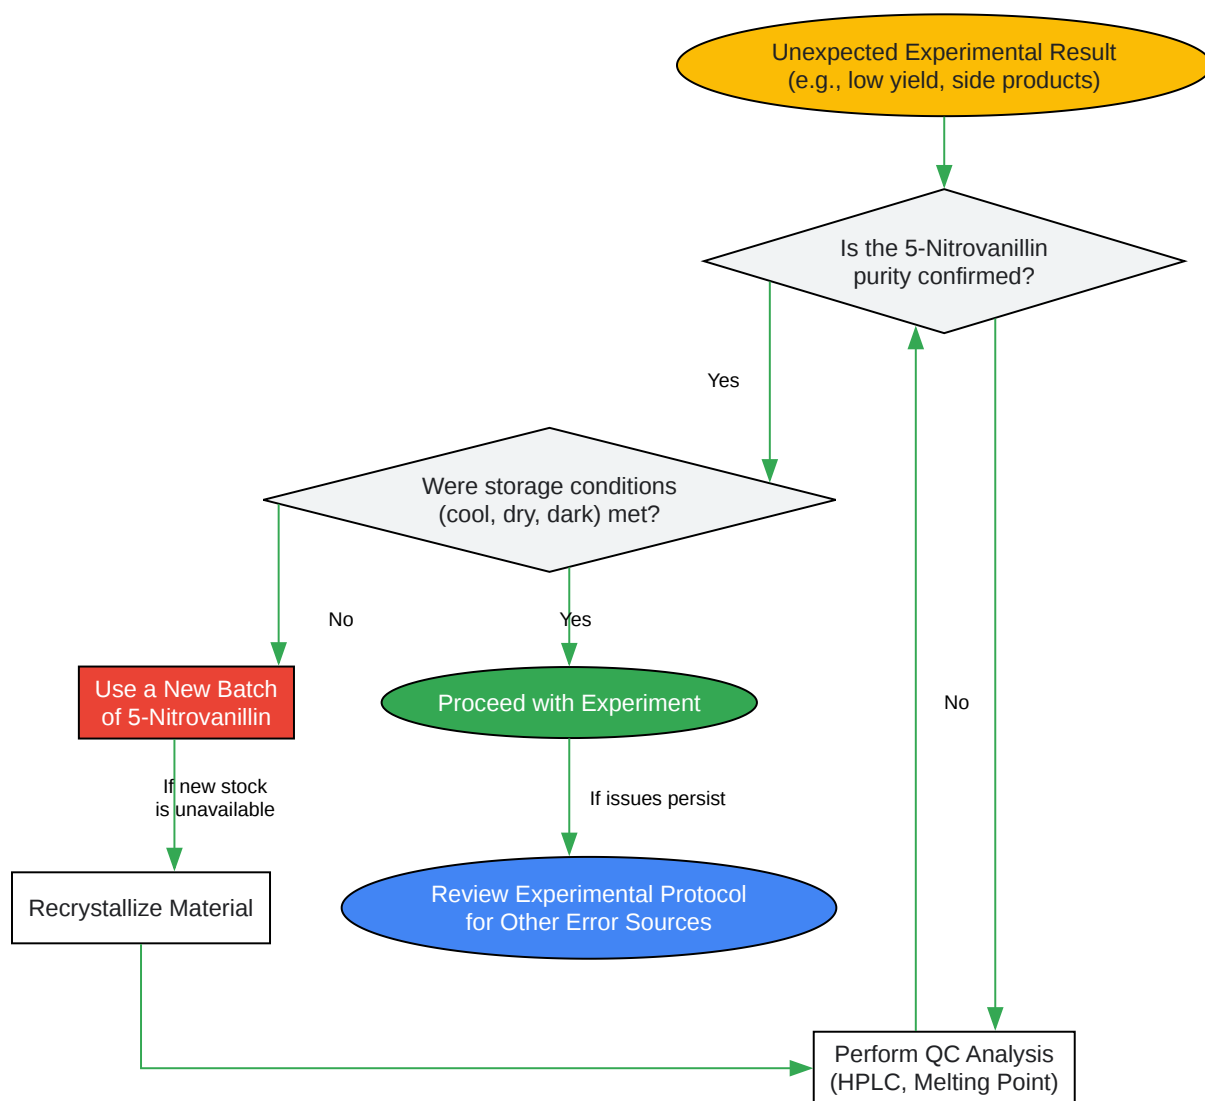 Unexpected Experimental Result
(e.g., low yield, side products)
Is the 5-Nitrovanillin
purity confirmed?
Yes
Were storage conditions
(cool, dry, dark) met?
No
Yes
Use a New Batch
of 5-Nitrovanillin
Proceed with Experiment
No
If new stock
is unavailable
If issues persist
Recrystallize Material
Review Experimental Protocol
for Other Error Sources
Perform QC Analysis
(HPLC, Melting Point)